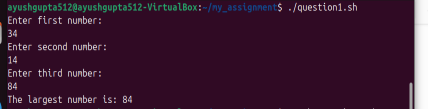 ayushgupta512@ayushgupta512-VirtualBox:~/my_assignment$ ./question1.sh
Enter first number:
34
Enter second number:
14
Enter third number:
84
The largest number is: 84